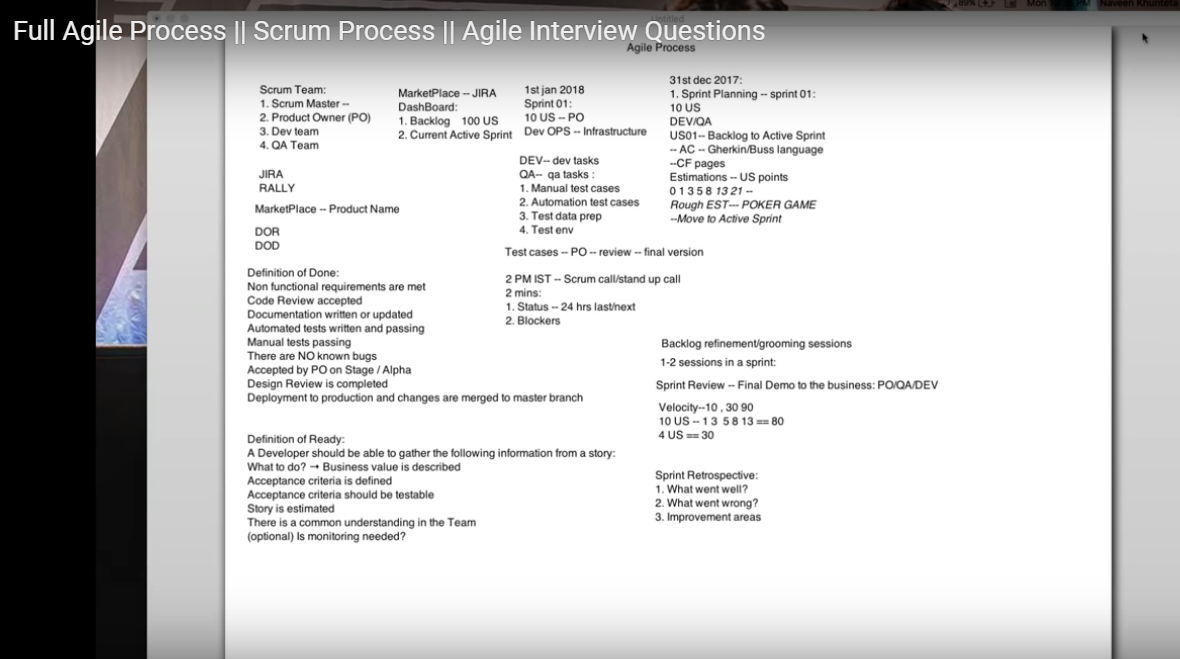 89%
Mon
PM
Naveen Khunteta
Untitled
Full Agile Process || Scrum Process || Agile Interview Questions
Agile Process
Scrum Team:
1. Scrum Master --
2. Product Owner (PO)
3. Dev team
4. QA Team
JIRA
RALLY
MarketPlace -- Product Name
DOR
DOD
MarketPlace -- JIRA
DashBoard:
1. Backlog 100 US
2. Current Active Sprint
1st jan 2018
Sprint 01:
10 US -- PO
Dev OPS -- Infrastructure
DEV-- dev tasks
QA-- qa tasks :
1. Manual test cases
2. Automation test cases
3. Test data prep
4. Test env
31st dec 2017:
1. Sprint Planning -- sprint 01:
10 US
DEV/QA
US01-- Backlog to Active Sprint
-- AC -- Gherkin/Buss language
--CF pages
Estimations -- US points
0 1 3 5 8 13 21 --
Rough EST--- POKER GAME
--Move to Active Sprint
Test cases -- PO -- review -- final version
2 PM IST -- Scrum call/stand up call
2 mins:
1. Status -- 24 hrs last/next
2. Blockers
Definition of Done:
Non functional requirements are met
Code Review accepted
Documentation written or updated
Automated tests written and passing
Manual tests passing
There are NO known bugs
Accepted by PO on Stage / Alpha
Design Review is completed
Deployment to production and changes are merged to master branch
Backlog refinement/grooming sessions
1-2 sessions in a sprint:
Sprint Review -- Final Demo to the business: PO/QA/DEV
Velocity--10 , 30 90
10 US -- 1 3 5 8 13 == 80
4 US == 30
Definition of Ready:
A Developer should be able to gather the following information from a story:
What to do? → Business value is described
Acceptance criteria is defined
Acceptance criteria should be testable
Story is estimated
There is a common understanding in the Team
(optional) Is monitoring needed?
Sprint Retrospective:
1. What went well?
2. What went wrong?
3. Improvement areas